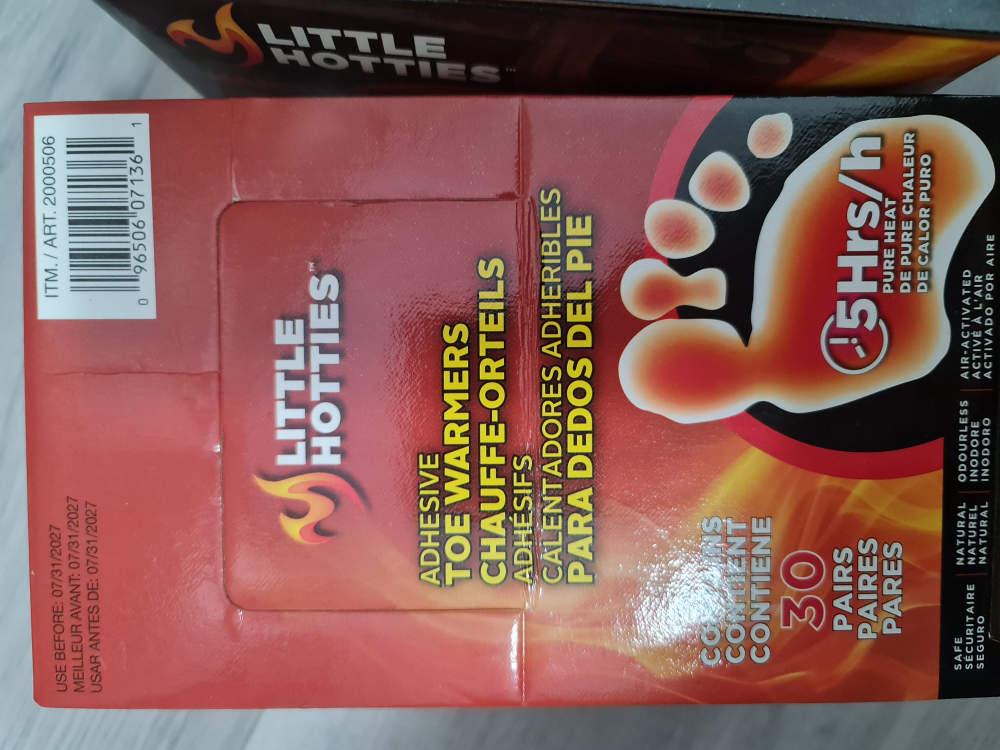 LITTLE
HOTTIES™
ITM. / ART. 2000506
0 96506 07136 1
USE BEFORE: 07/31/2027
MEILLEUR AVANT: 07/31/2027
USAR ANTES DE: 07/31/2027
LITTLE
HOTTIES™
ADHESIVE
TOE WARMERS
CHAUFFE-ORTEILS
ADHÉSIFS
CALENTADORES ADHERIBLES
PARA DEDOS DEL PIE
CONTAINS
CONTIENT
CONTIENE
30
PAIRS
PAIRES
PARES
5Hrs/h
PURE HEAT
DE PURE CHALEUR
DE CALOR PURO
SAFE
SÉCURITAIRE
SEGURO
NATURAL
NATUREL
NATURAL
ODOURLESS
INODORE
INODORO
AIR-ACTIVATED
ACTIVÉ À L'AIR
ACTIVADO POR AIRE